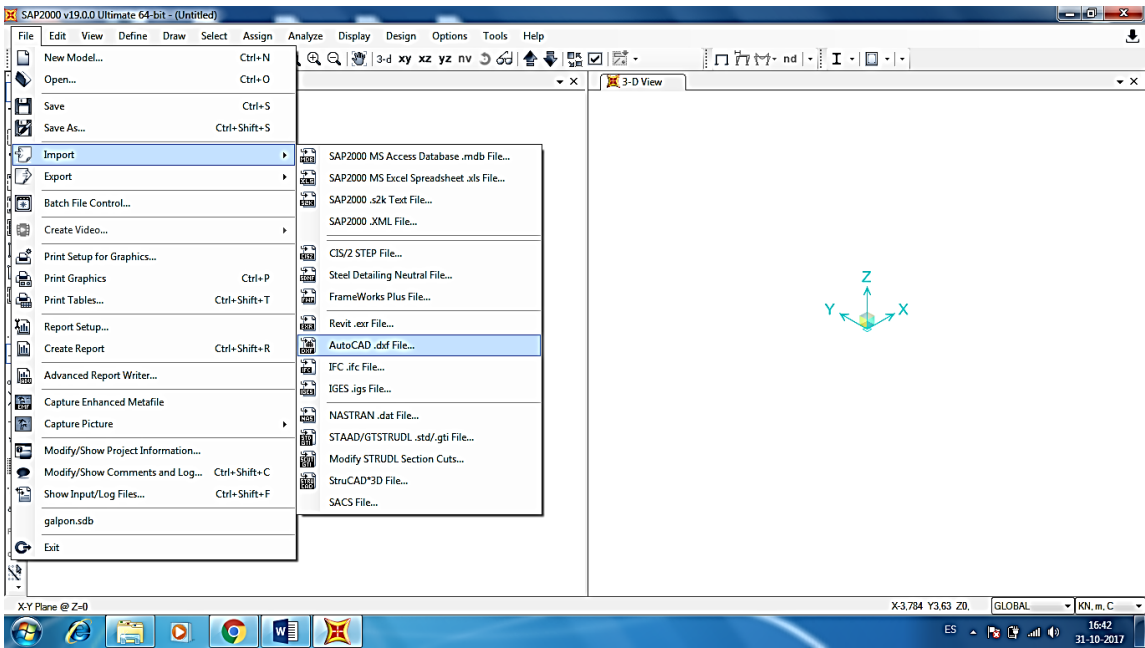 SAP2000 v19.0.0 Ultimate 64-bit - (Untitled)
File Edit View Define Draw Select Assign Analyze Display Design Options Tools Help
3-d xy xz yz nv
nd
New Model... Ctrl+N
Open... Ctrl+O
Save Ctrl+S
Save As... Ctrl+Shift+S
Import
Export
Batch File Control...
Create Video...
Print Setup for Graphics...
Print Graphics Ctrl+P
Print Tables... Ctrl+Shift+T
Report Setup...
Create Report Ctrl+Shift+R
Advanced Report Writer...
Capture Enhanced Metafile
Capture Picture
Modify/Show Project Information...
Modify/Show Comments and Log... Ctrl+Shift+C
Show Input/Log Files... Ctrl+Shift+F
galpon.sdb
Exit
SAP2000 MS Access Database .mdb File...
SAP2000 MS Excel Spreadsheet .xls File...
SAP2000 .s2k Text File...
SAP2000 .XML File...
CIS/2 STEP File...
Steel Detailing Neutral File...
FrameWorks Plus File...
Revit .exr File...
AutoCAD .dxf File...
IFC .ifc File...
IGES .igs File...
NASTRAN .dat File...
STAAD/GTSTRUDL .std/.gti File...
Modify STRUDL Section Cuts...
StruCAD*3D File...
SACS File...
3-D View
Z
Y X
X-Y Plane @ Z=0
X-3,784 Y3,63 Z0,
GLOBAL
KN, m, C
ES
16:42
31-10-2017